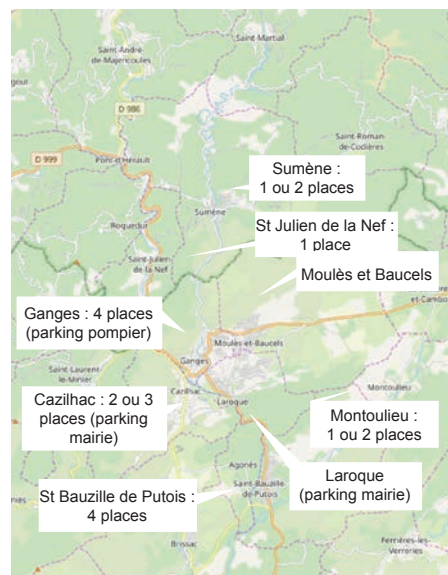 Saint-Martial
Saint-André
de-Majencoules
D 986
Saint-Roman
de-Codières
D 999
Pont-d'Hérault
Sumène :
1 ou 2 places
Sumène
Roquedur
St Julien de la Nef :
1 place
Saint-Julien
de-la-Nef
Moulès et Baucels
et-Cambo
Ganges : 4 places
(parking pompier)
Moulès-et-Baucels
Ganges
Saint-Laurent
le-Minier
Cazilhac
Montoulieu
Cazilhac : 2 ou 3
places (parking
mairie)
Laroque
Montoulieu :
1 ou 2 places
Agonès
Laroque
(parking mairie)
St Bauzille de Putois :
4 places
Saint-Bauzille
de-Putois
Brissac
Ferrières-les
Verreries